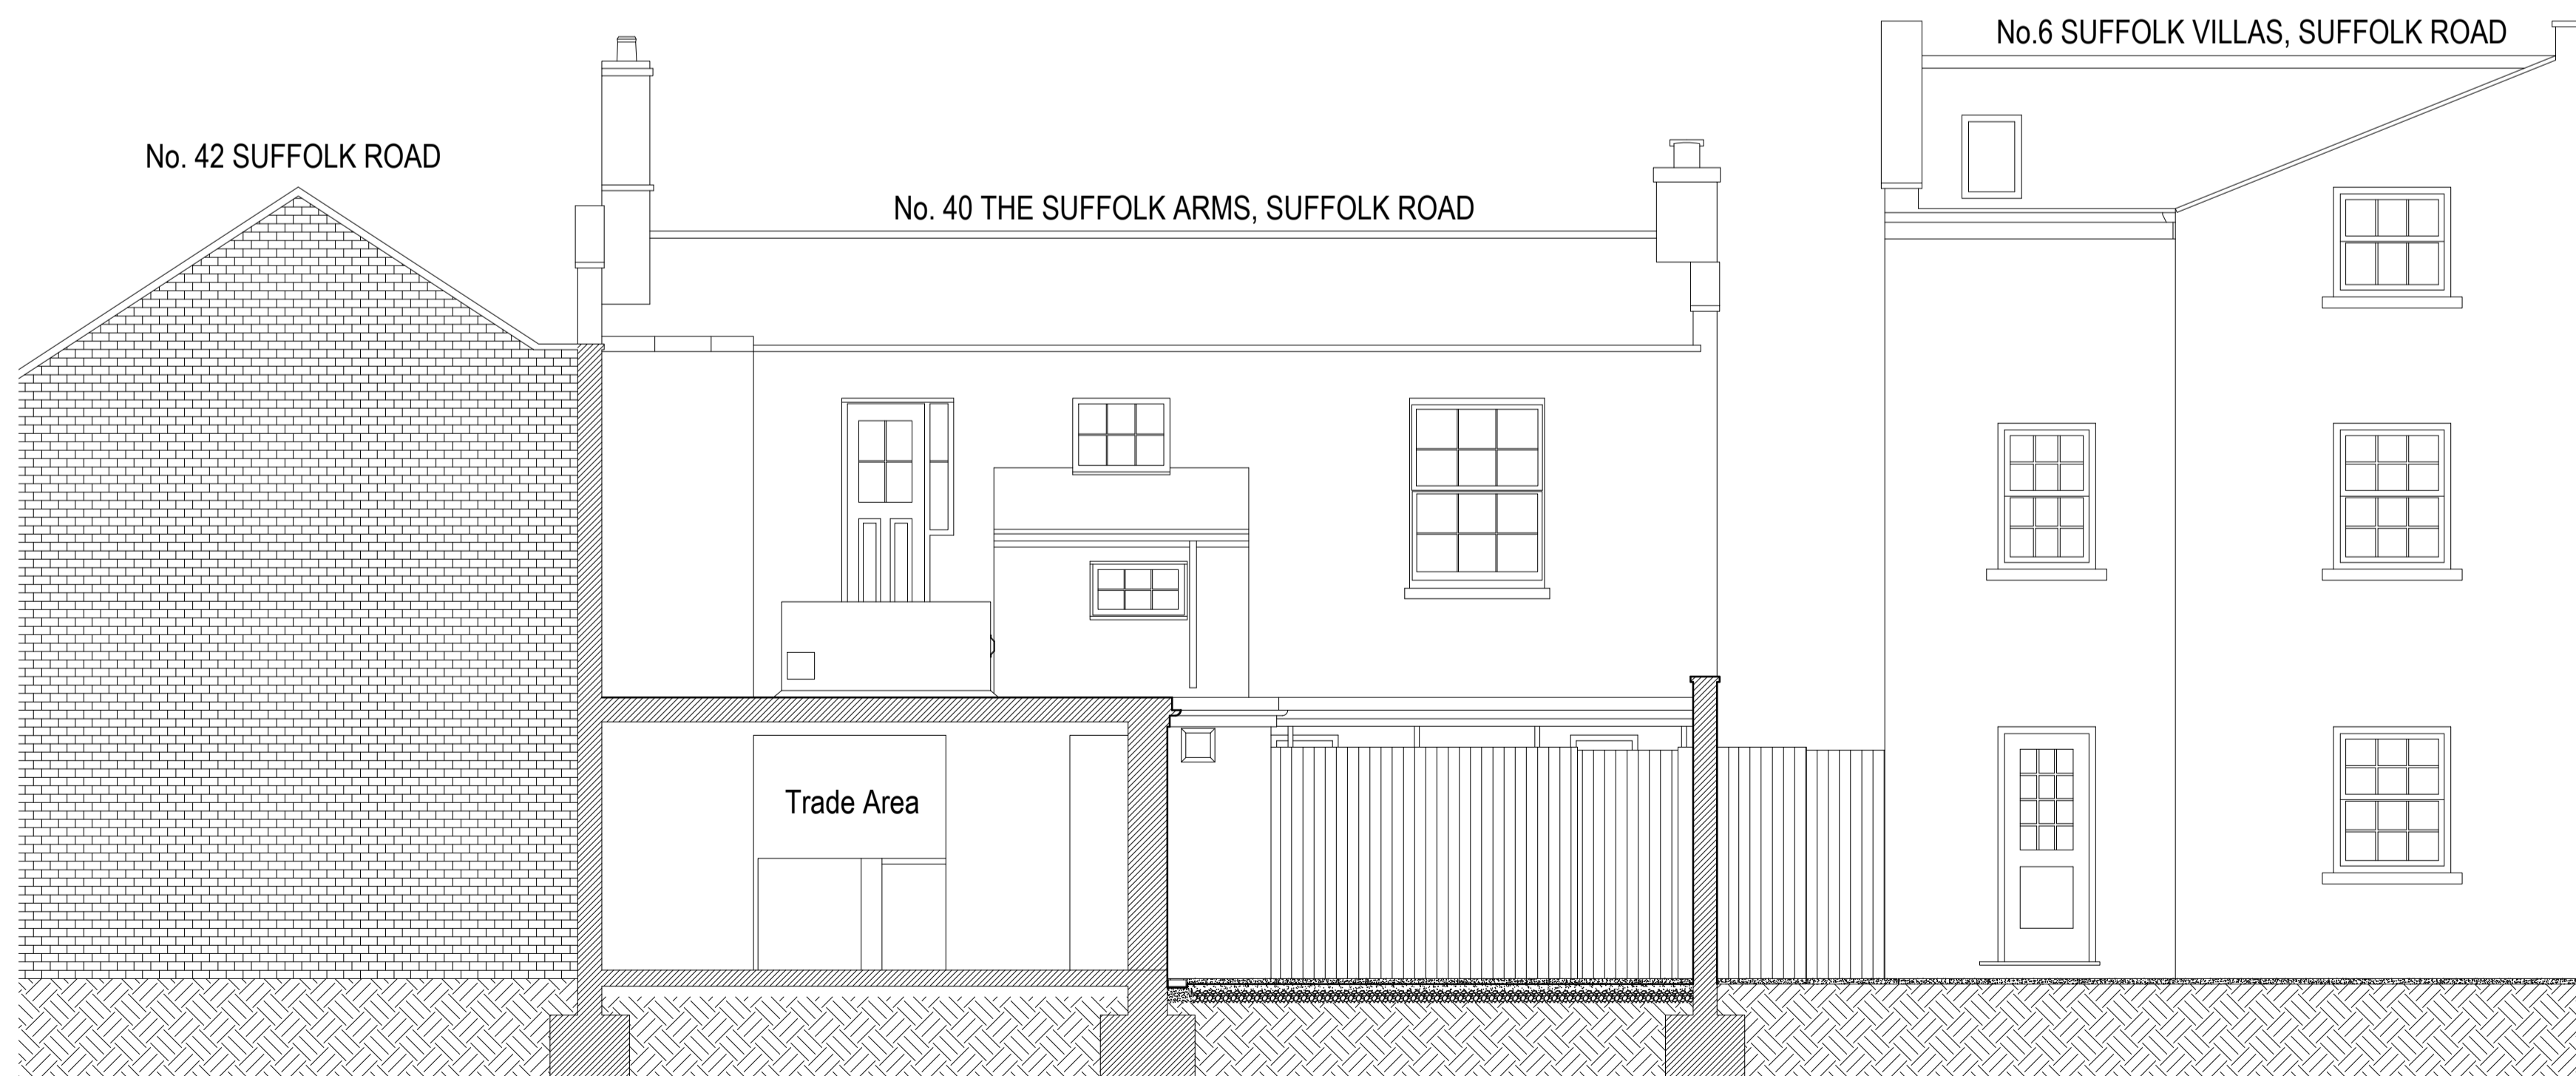 No. 42 SUFFOLK ROAD
No. 40 THE SUFFOLK ARMS, SUFFOLK ROAD
No.6 SUFFOLK VILLAS, SUFFOLK ROAD
Trade Area